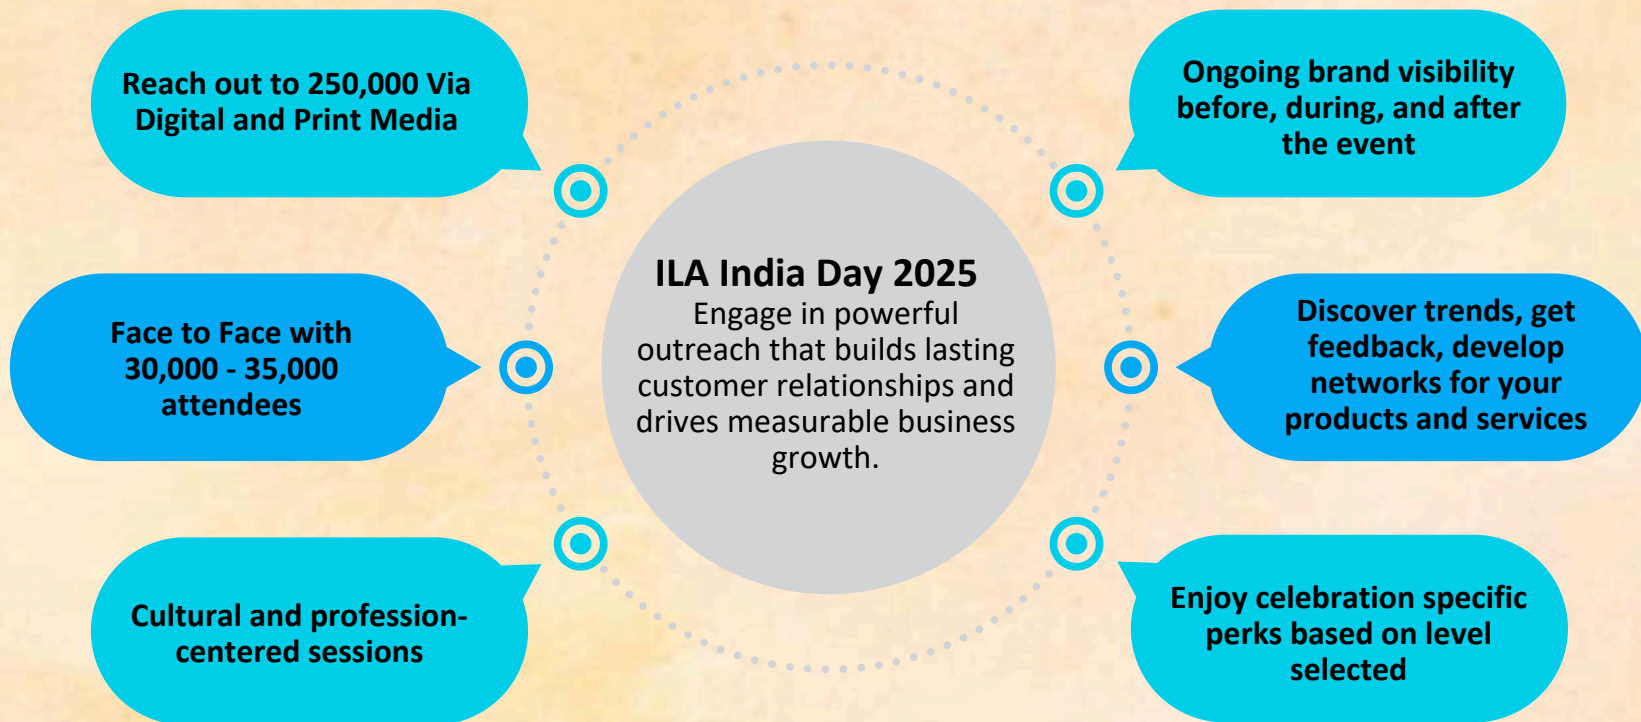 Reach out to 250,000 Via
Digital and Print Media
Ongoing brand visibility
before, during, and after
the event
ILA India Day 2025
Engage in powerful
outreach that builds lasting
customer relationships and
drives measurable business
growth.
Face to Face with
30,000 - 35,000
attendees
Discover trends, get
feedback, develop
networks for your
products and services
Cultural and profession-
centered sessions
Enjoy celebration specific
perks based on level
selected